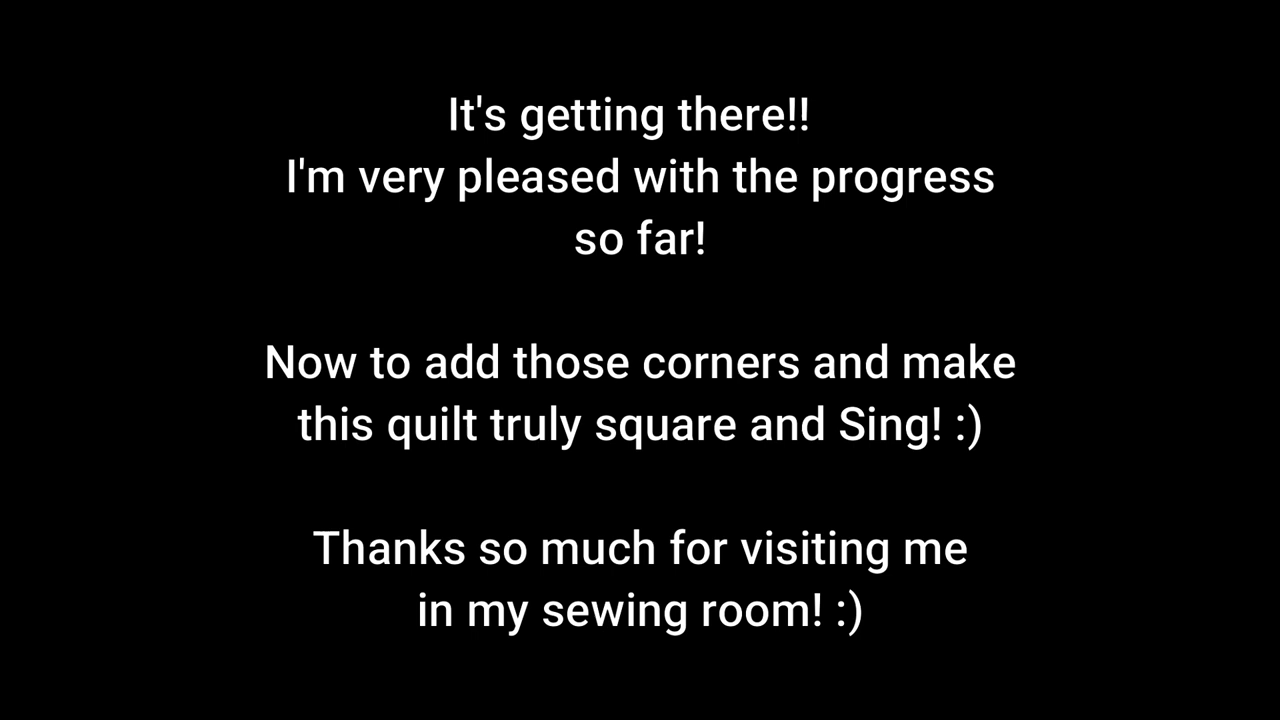 It's getting there!!
I'm very pleased with the progress
so far!
Now to add those corners and make
this quilt truly square and Sing! :)
Thanks so much for visiting me
in my sewing room! :)